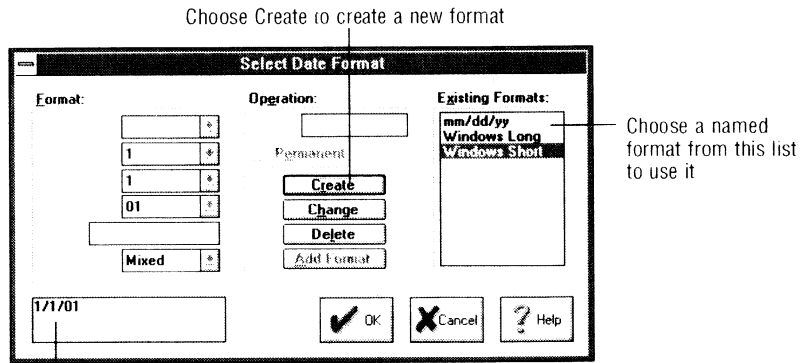 Choose Create to create a new format
Select Date Format
Format:
Operation:
Existing Formats:
mm/dd/yy
Windows Long
Windows Short
Choose a named
format from this list
to use it
1
Permanent
1
Create
01
Change
Delete
Mixed
Add Format
1/1/01
OK
Cancel
? Help